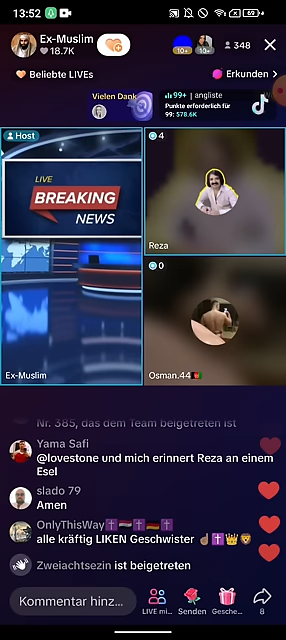 13:52
69
Ex-Muslim
18.7K
10+
10+
348
Beliebte LIVEs
Erkunden
Vielen Dank
99+ | angliste
Punkte erforderlich für
99: 578.6K
Host
LIVE
BREAKING
NEWS
Ex-Muslim
4
Reza
0
Osman.44🇦🇫
Nr. 385, das dem Team beigetreten ist
Yama Safi
@lovestone und mich erinnert Reza an einem
Esel
slado 79
Amen
OnlyThisWay✝️🇪🇬✝️🇩🇪✝️
alle kräftig LIKEN Geschwister ☝🏽✝️👑🦁
Zweiachtsezin ist beigetreten
Kommentar hinz...
LIVE mi...
Senden
Gesche...
8